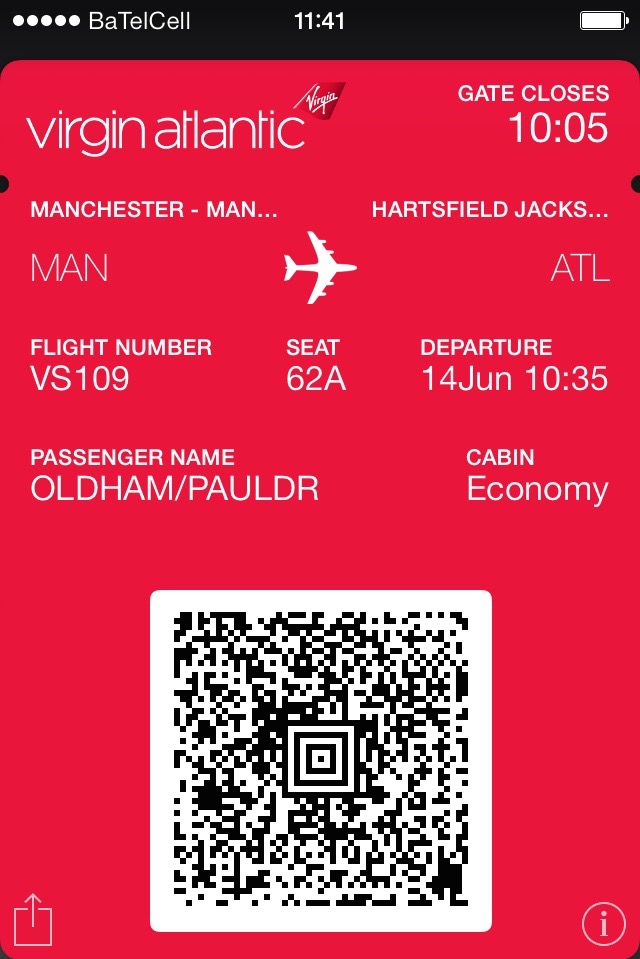 BaTelCell 11:41
virgin atlantic Virgin
GATE CLOSES
10:05
MANCHESTER - MAN... HARTSFIELD JACKS...
MAN ATL
FLIGHT NUMBER SEAT DEPARTURE
VS109 62A 14Jun 10:35
PASSENGER NAME CABIN
OLDHAM/PAULDR Economy
i